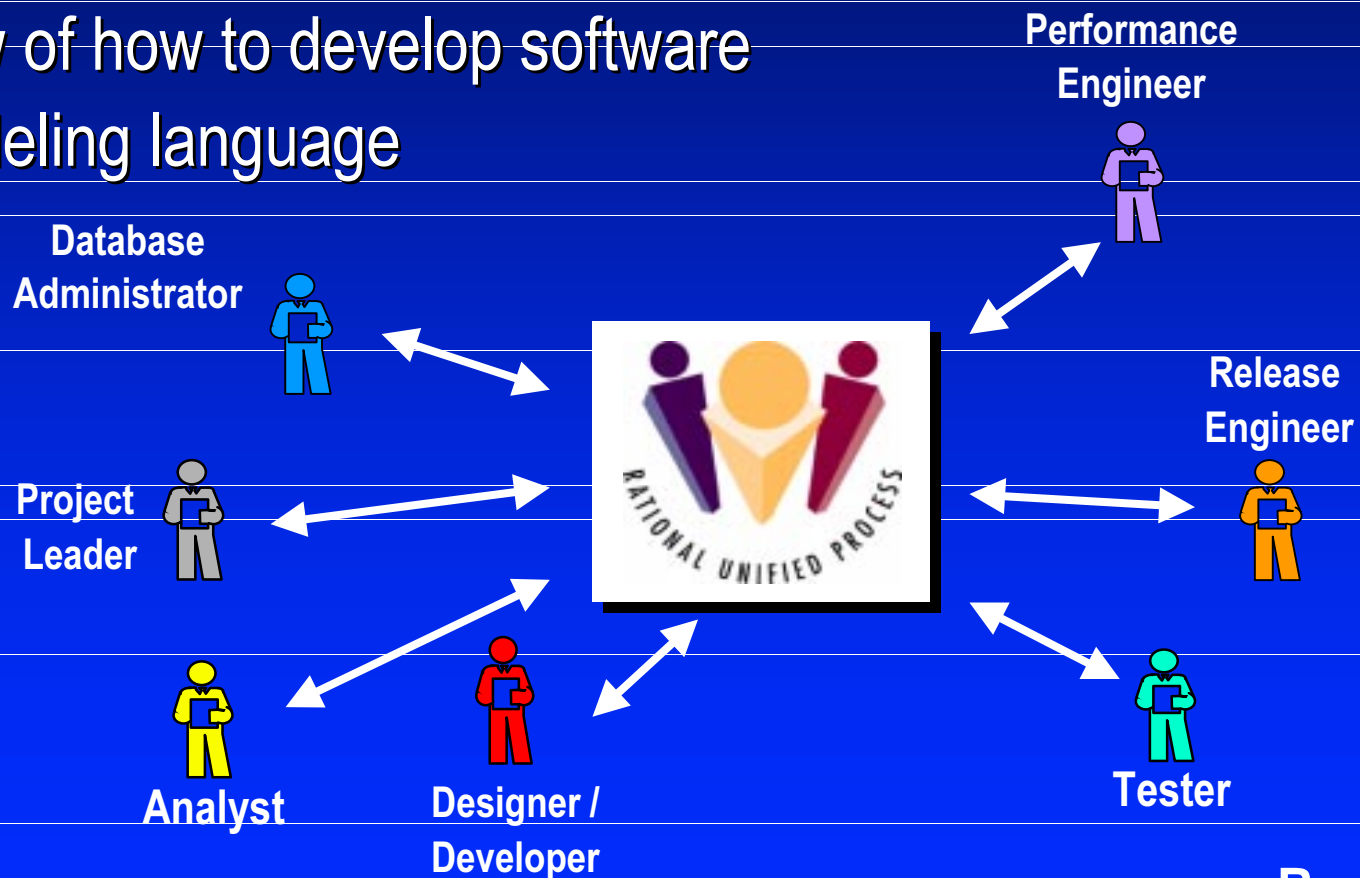 of how to develop software
language
Performance
Engineer
Database
Administrator
Release
Engineer
Project
Leader
RATIONAL UNIFIED PROCESS
Analyst
Designer /
Developer
Tester